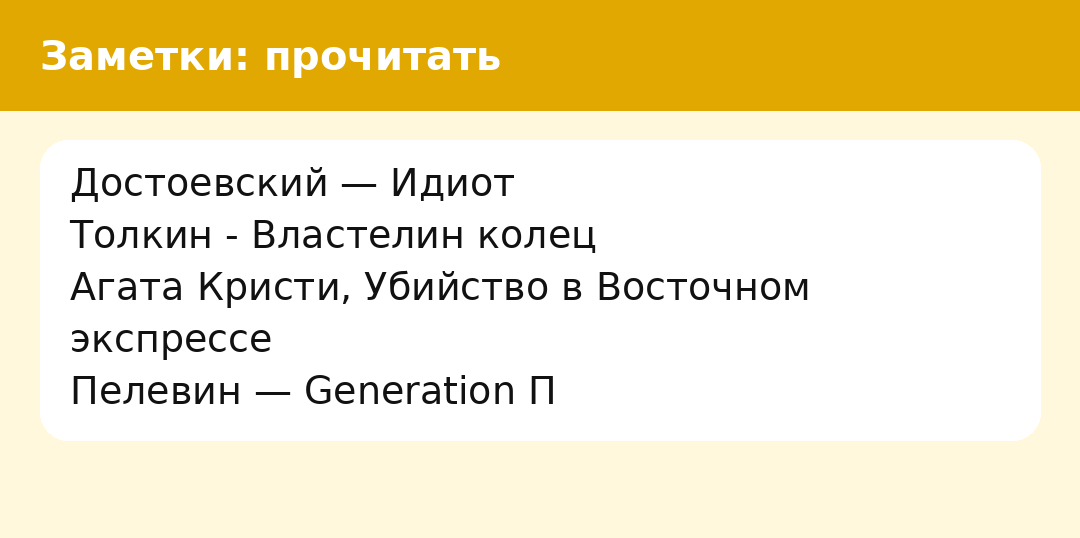 Заметки: прочитать
Достоевский — Идиот
Толкин - Властелин колец
Агата Кристи, Убийство в Восточном
экспрессе
Пелевин — Generation П